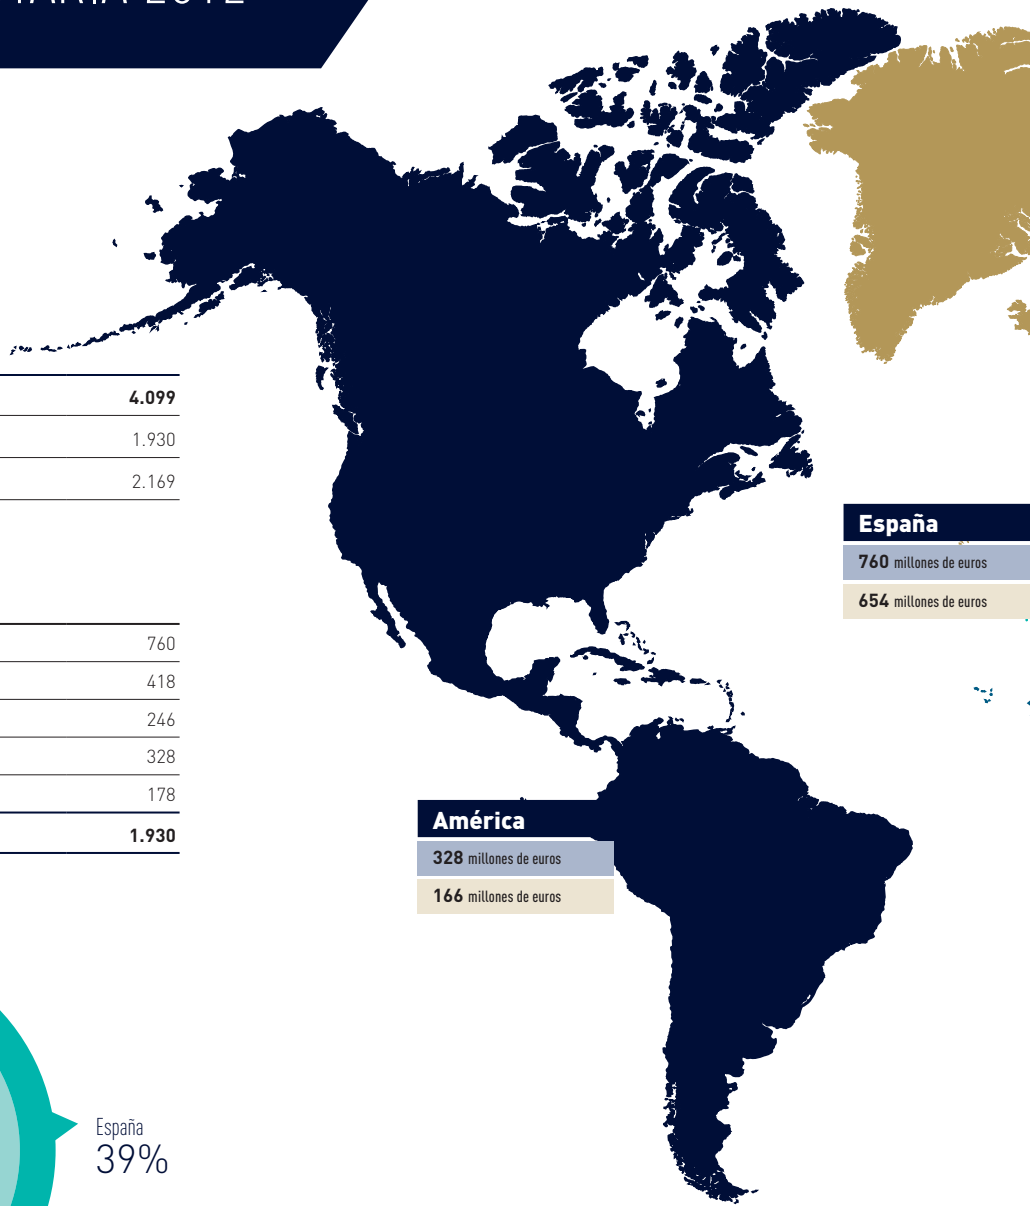 4.099
1.930
2.169
España
760 millones de euros
654 millones de euros
760
418
246
328
178
1.930
América
328 millones de euros
166 millones de euros
España
39%